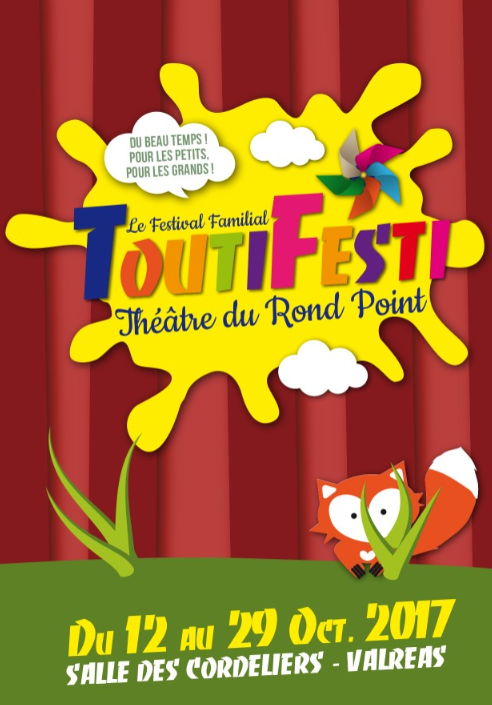 DU BEAU TEMPS !
POUR LES PETITS,
POUR LES GRANDS !
Le Festival Familial
TOUTIFESTI
Théâtre du Rond Point
DU 12 AU 29 OCT. 2017
SALLE DES CORDELIERS - VALREAS